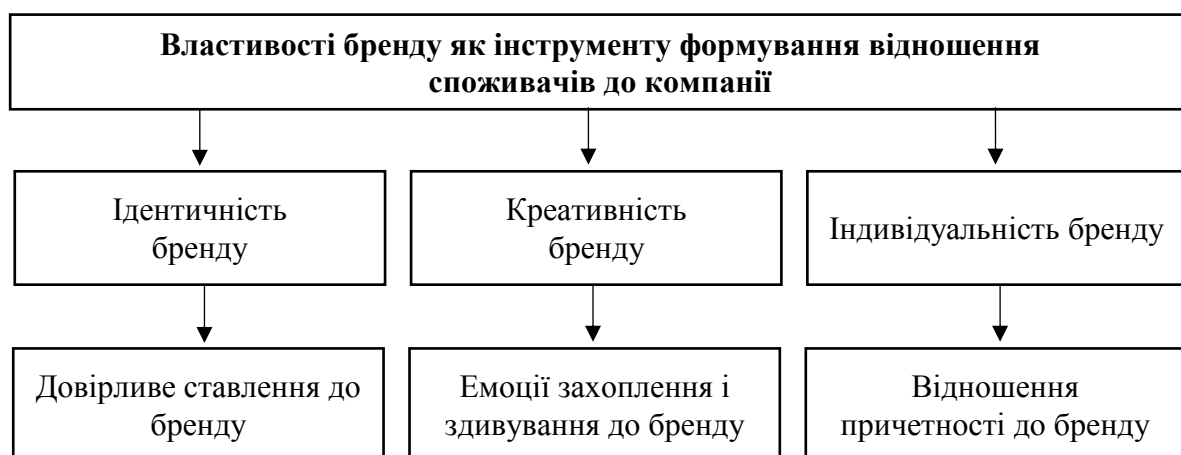 Властивості бренду як інструменту формування відношення
споживачів до компанії
Ідентичність
бренду
Креативність
бренду
Індивідуальність бренду
Довірливе ставлення до
бренду
Емоції захоплення і
здивування до бренду
Відношення
причетності до бренду